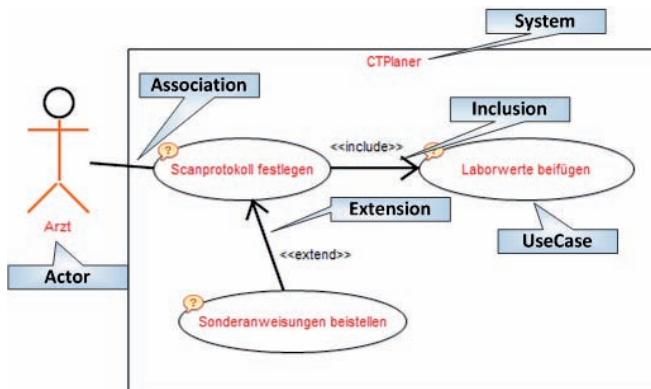 System
CTPlaner
Association
Inclusion
<<include>>
?
Scanprotokoll festlegen
?
Laborwerte beifügen
Arzt
Extension
UseCase
Actor
<<extend>>
?
Sonderanweisungen beistellen